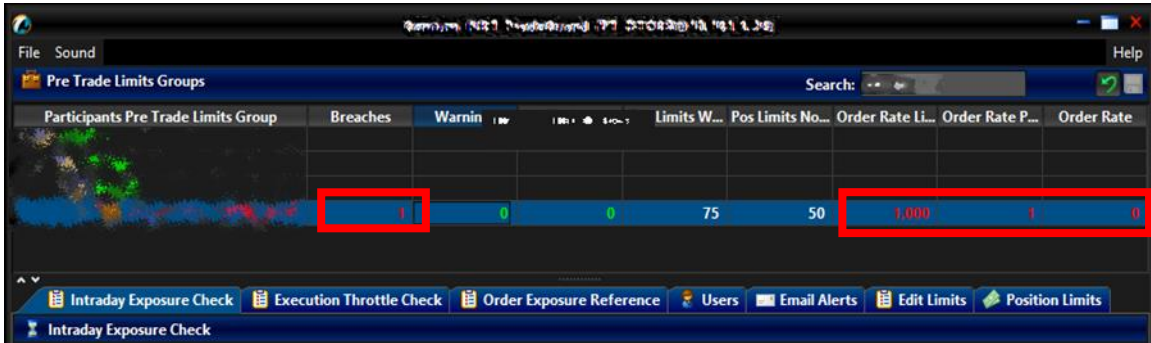 File Sound Help
Pre Trade Limits Groups Search:
Participants Pre Trade Limits Group Breaches Warnin Limits W... Pos Limits No... Order Rate Li... Order Rate P... Order Rate
1 0 0 75 50 1,000 1 0
Intraday Exposure Check Execution Throttle Check Order Exposure Reference Users Email Alerts Edit Limits Position Limits
Intraday Exposure Check